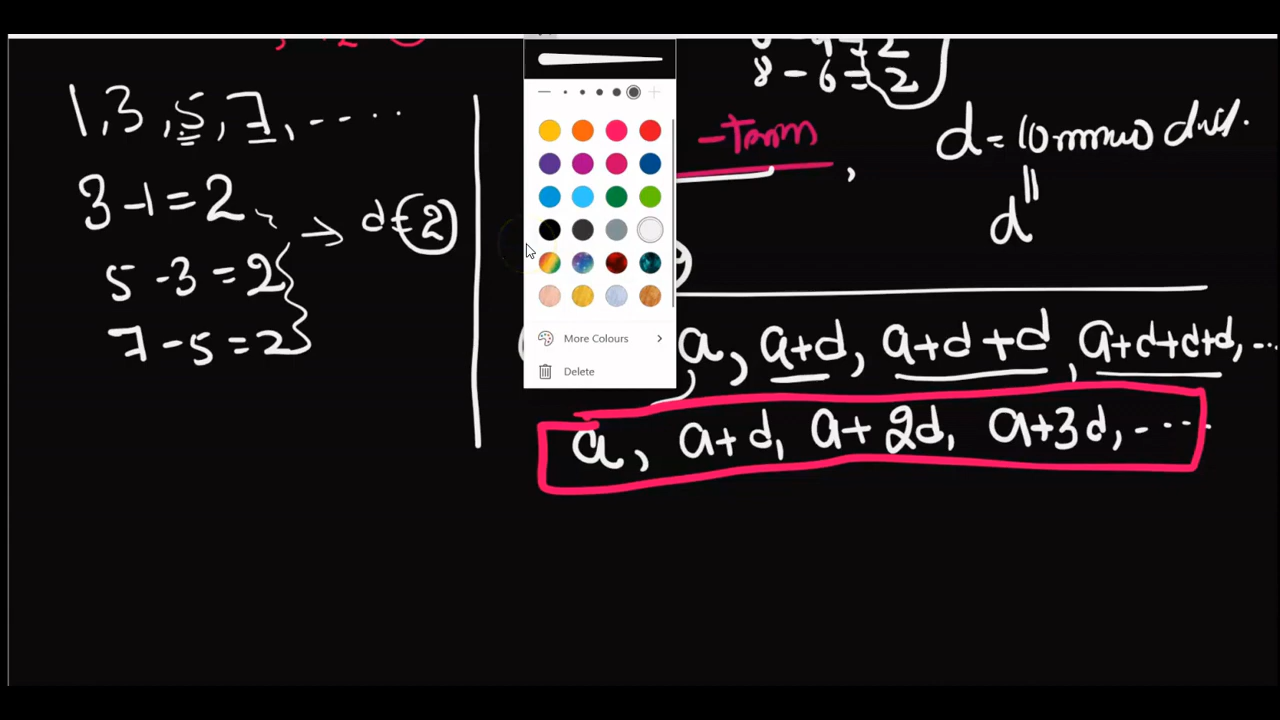 1, 3, 5, 7, ....
3 - 1 = 2
5 - 3 = 2
7 - 5 = 2
→ d = 2
8 - 6 = 2
- Term,
d = common
d
a, a+d, a+d+d, a+d+d+d, ...
a, a+d, a+2d, a+3d, ....
More Colours
Delete